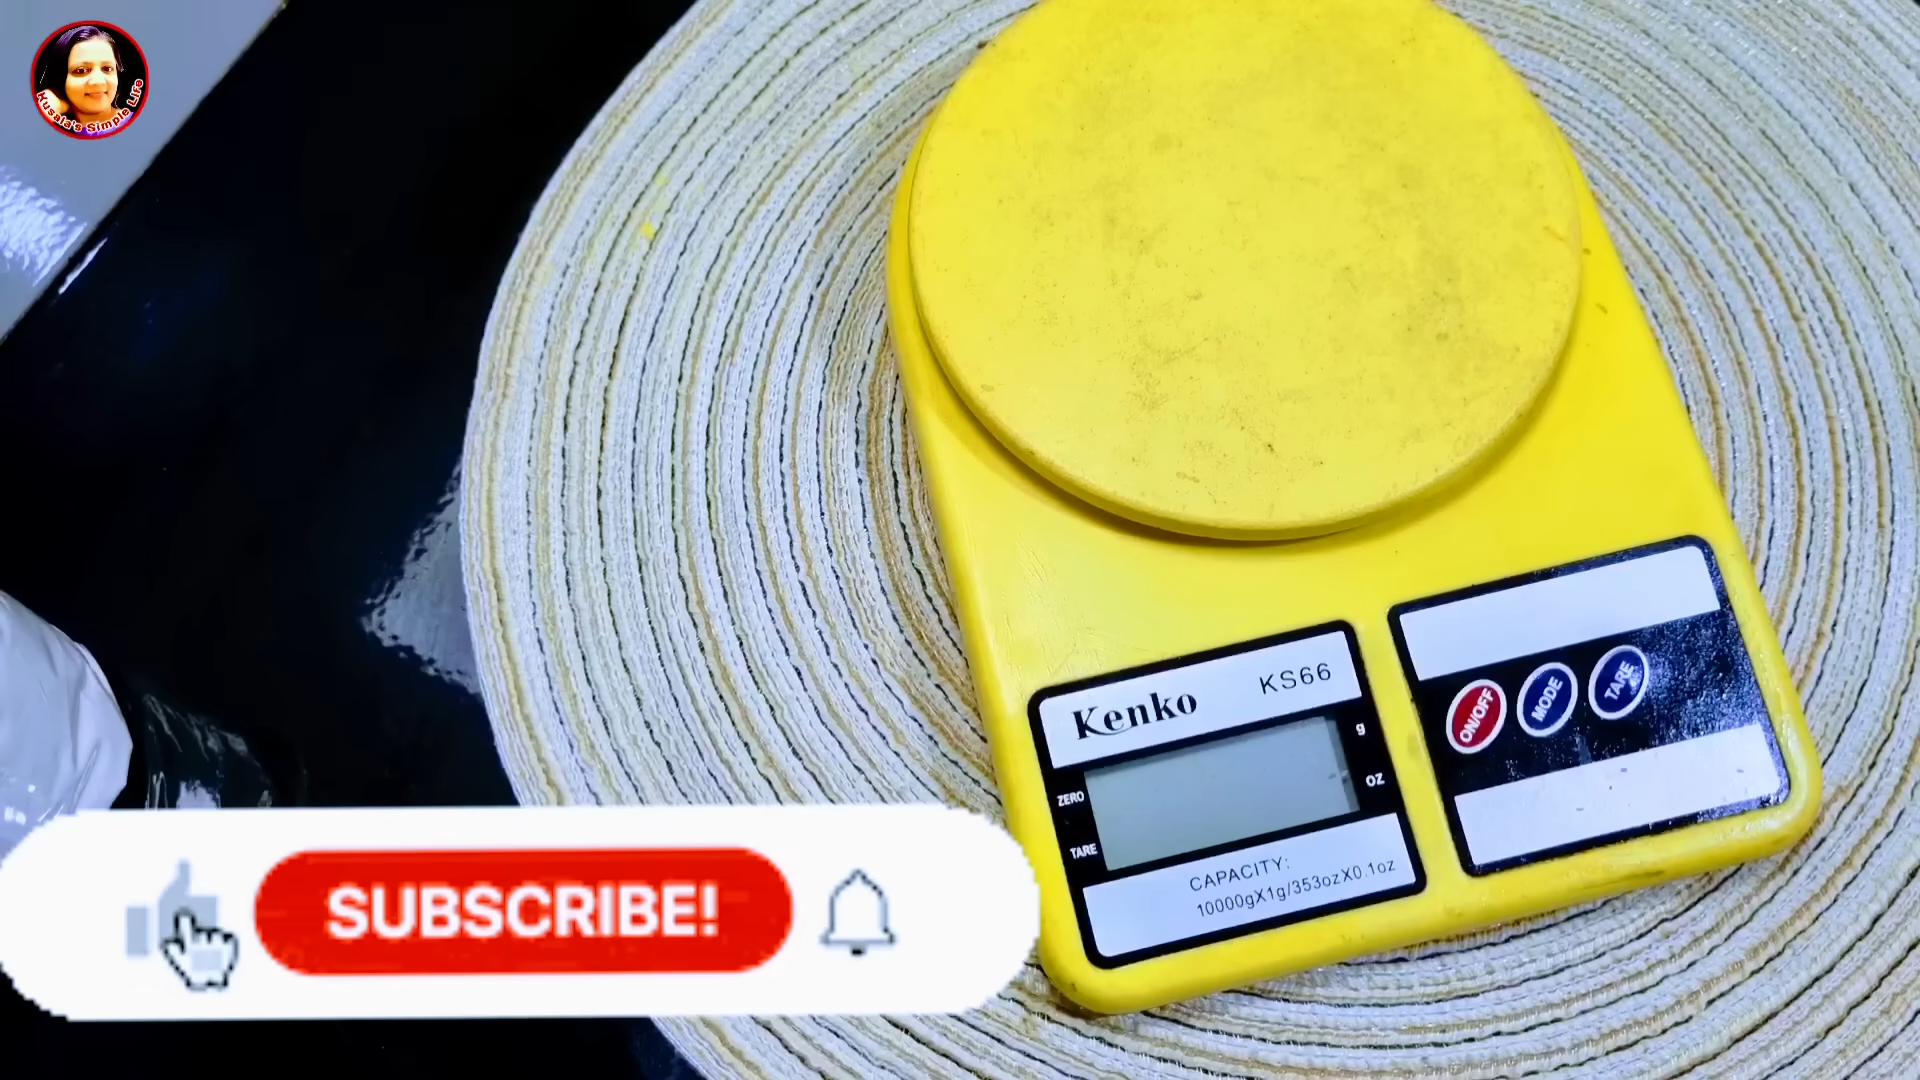 Kusala's Simple Life
Kenko KS66
g
ZERO
OZ
TARE
CAPACITY:
10000gX1g/353ozX0.1oz
ON/OFF
MODE
TARE
SUBSCRIBE!